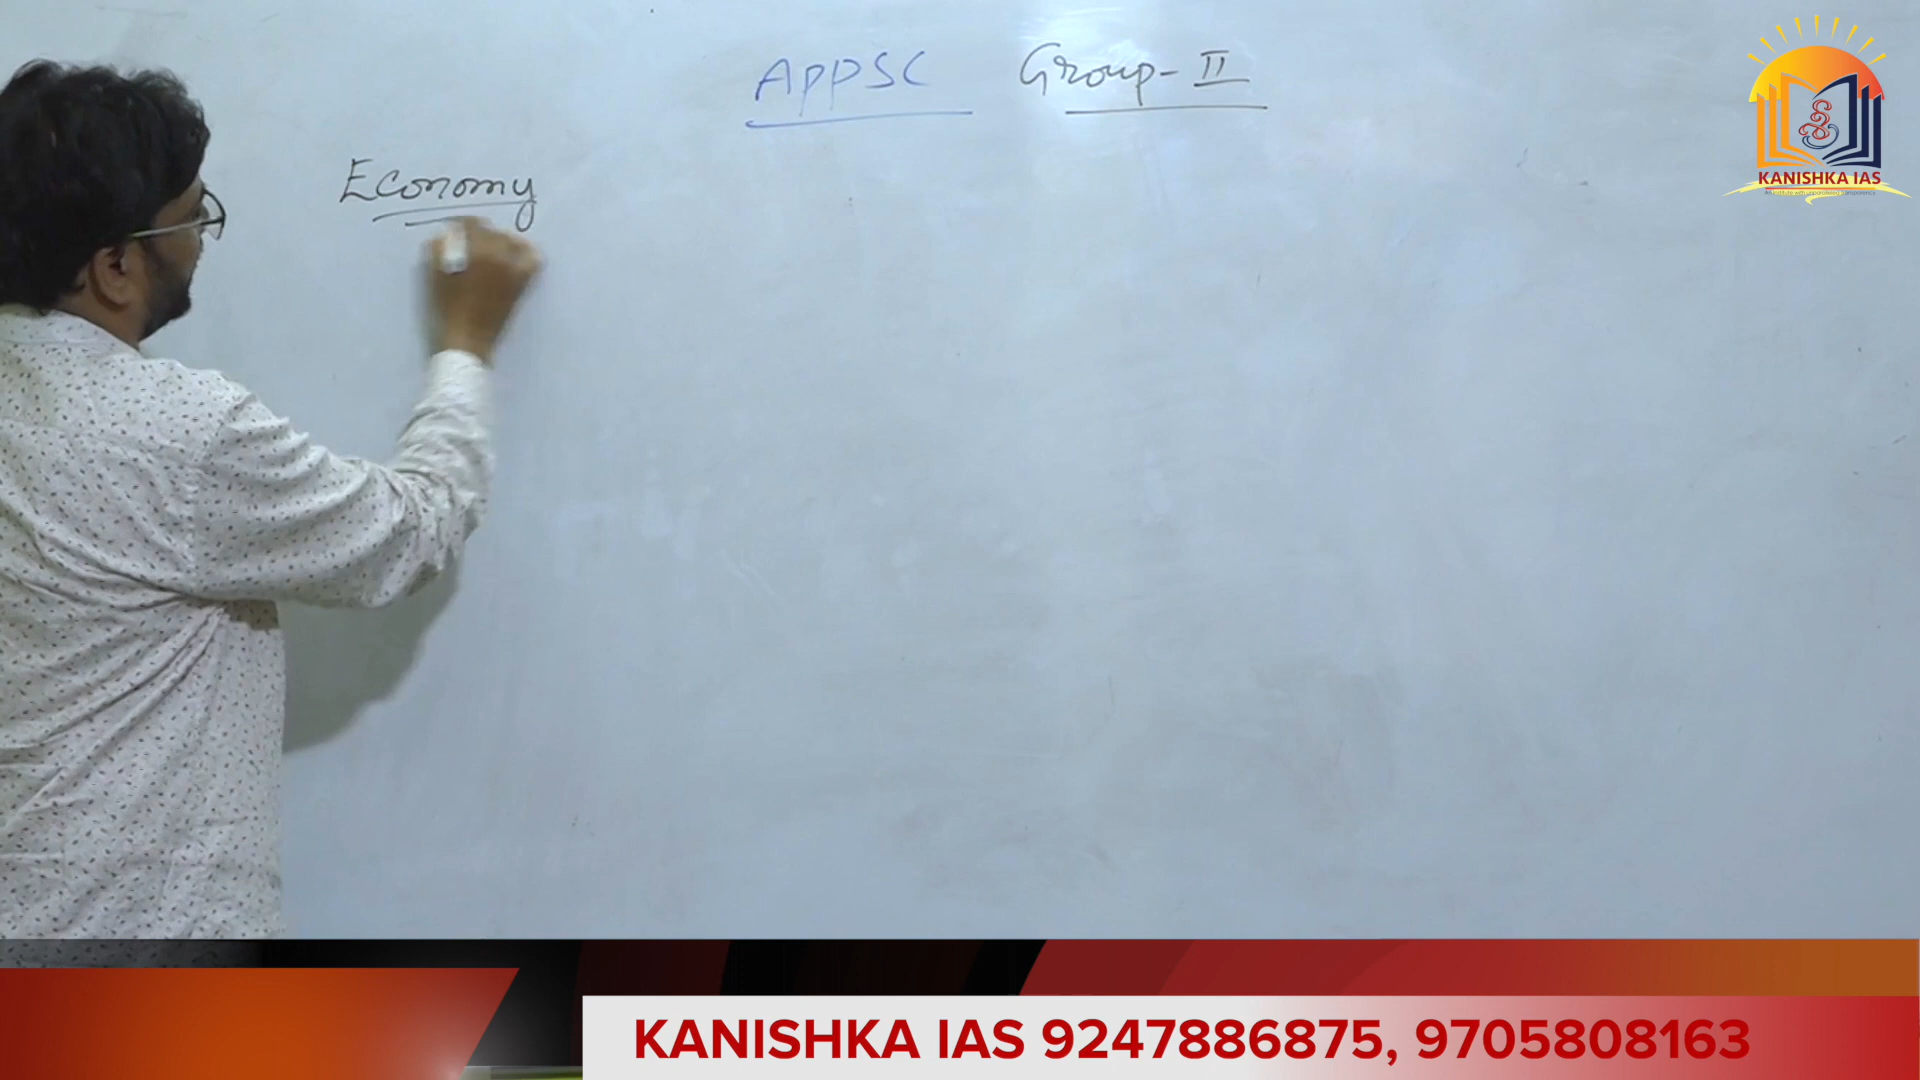 APPSC Group-II
Economy
KANISHKA IAS
KANISHKA IAS 9247886875, 9705808163